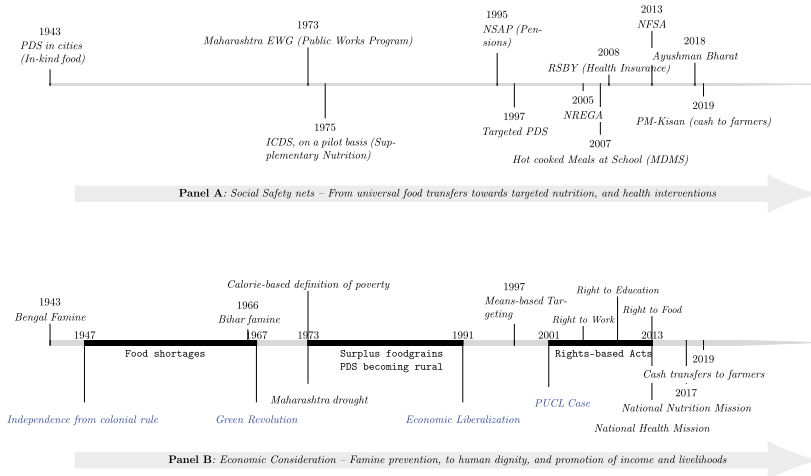 1943
PDS in cities
(In-kind food)
1973
Maharashtra EWG (Public Works Program)
1975
ICDS, on a pilot basis (Sup-
plementary Nutrition)
1995
NSAP (Pen-
sions)
1997
Targeted PDS
2008
RSBY (Health Insurance)
2005
NREGA
2007
Hot cooked Meals at School (MDMS)
2013
NFSA
2018
Ayushman Bharat
2019
PM-Kisan (cash to farmers)
Panel A: Social Safety nets – From universal food transfers towards targeted nutrition, and health interventions
1943
Bengal Famine
1947
Independence from colonial rule
Food shortages
1966
Bihar famine
1967
Green Revolution
Calorie-based definition of poverty
1973
Maharashtra drought
Surplus foodgrains
PDS becoming rural
1991
Economic Liberalization
1997
Means-based Tar-
geting
2001
PUCL Case
Right to Work
Right to Education
Right to Food
2013
Rights-based Acts
2019
Cash transfers to farmers
2017
National Nutrition Mission
National Health Mission
Panel B: Economic Consideration – Famine prevention, to human dignity, and promotion of income and livelihoods